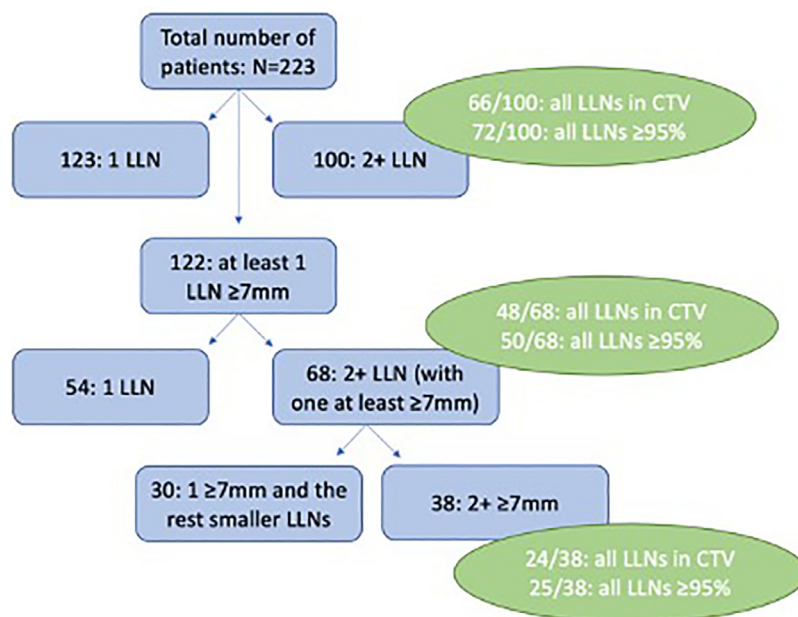 Total number of
patients: N=223
66/100: all LLNs in CTV
72/100: all LLNs ≥95%
123: 1 LLN
100: 2+ LLN
122: at least 1
LLN ≥7mm
48/68: all LLNs in CTV
50/68: all LLNs ≥95%
54: 1 LLN
68: 2+ LLN (with
one at least ≥7mm)
30: 1 ≥7mm and the
rest smaller LLNs
38: 2+ ≥7mm
24/38: all LLNs in CTV
25/38: all LLNs ≥95%